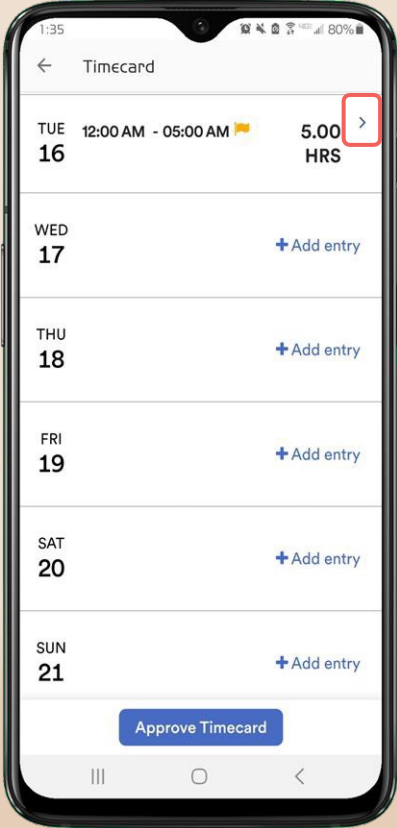 1:35 80%
Timecard
TUE 12:00 AM - 05:00 AM 5.00
16 HRS
WED
17 +Add entry
THU
18 +Add entry
FRI
19 +Add entry
SAT
20 +Add entry
SUN
21 +Add entry
Approve Timecard